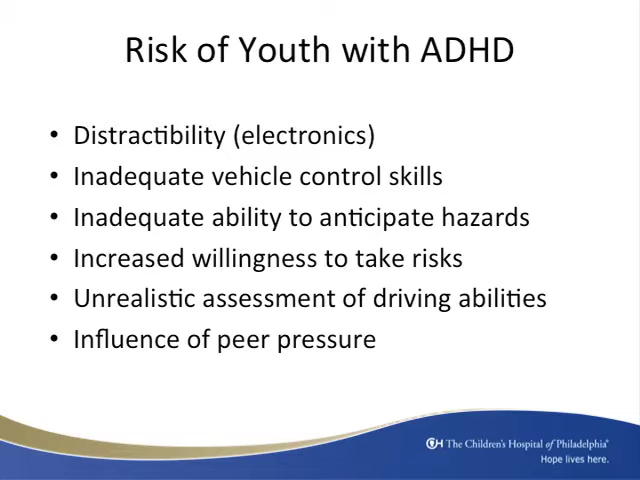 Risk of Youth with ADHD
• Distractibility (electronics)
• Inadequate vehicle control skills
• Inadequate ability to anticipate hazards
• Increased willingness to take risks
• Unrealistic assessment of driving abilities
• Influence of peer pressure
The Children's Hospital of Philadelphia®
Hope lives here.